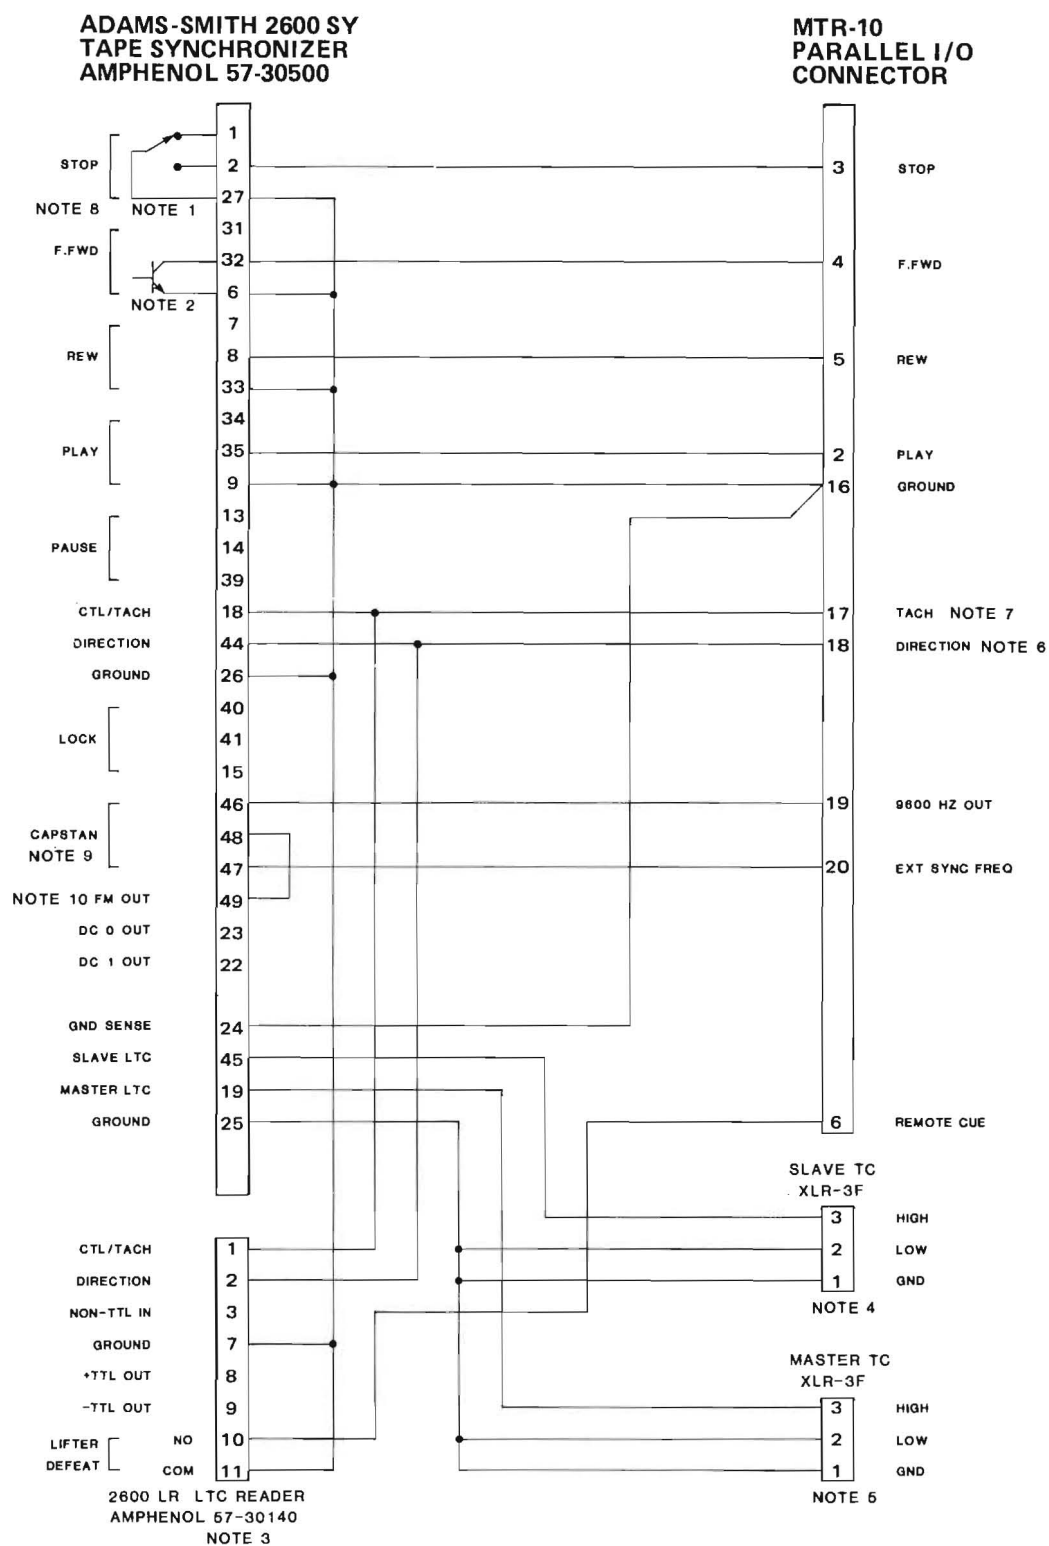 ADAMS-SMITH 2600 SY
TAPE SYNCHRONIZER
AMPHENOL 57-30500
MTR-10
PARALLEL I/O
CONNECTOR
1
STOP 2 3 STOP
27
NOTE 8 NOTE 1
31
F.FWD 32 4 F.FWD
6
NOTE 2
7
REW 8 5 REW
33
34
PLAY 35 2 PLAY
9 16 GROUND
13
PAUSE 14
39
CTL/TACH 18 17 TACH NOTE 7
DIRECTION 44 18 DIRECTION NOTE 6
GROUND 26
40
LOCK 41
15
46 19 9600 HZ OUT
CAPSTAN 48
NOTE 9
47 20 EXT SYNC FREQ
NOTE 10 FM OUT 49
DC 0 OUT 23
DC 1 OUT 22
GND SENSE 24
SLAVE LTC 45
MASTER LTC 19
GROUND 25 6 REMOTE CUE
SLAVE TC
XLR-3F
3 HIGH
CTL/TACH 1 2 LOW
DIRECTION 2 1 GND
NON-TTL IN 3 NOTE 4
GROUND 7
MASTER TC
+TTL OUT 8 XLR-3F
-TTL OUT 9 3 HIGH
LIFTER NO 10 2 LOW
DEFEAT COM 11 1 GND
2600 LR LTC READER NOTE 5
AMPHENOL 57-30140
NOTE 3